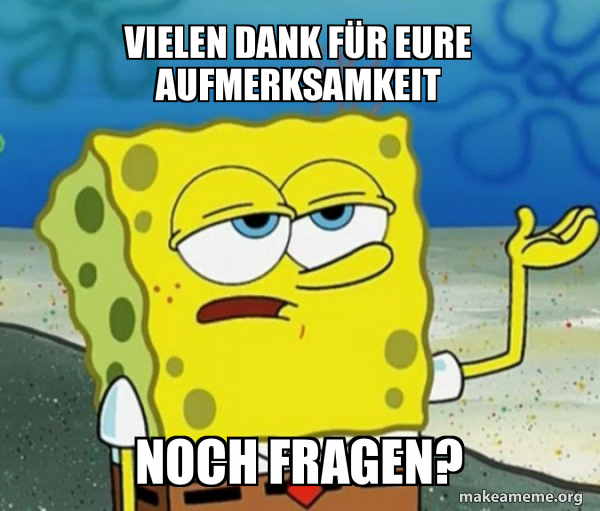 VIELEN DANK FÜR EURE
AUFMERKSAMKEIT
NOCH FRAGEN?
makeameme.org